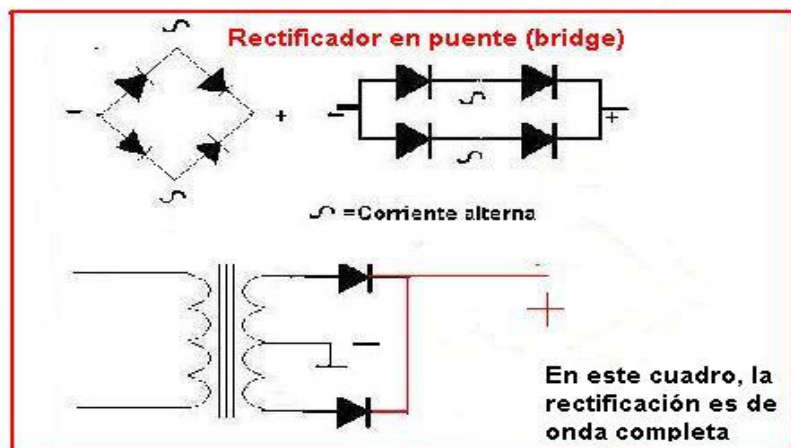 Rectificador en puente (bridge)
- +
- +
=Corriente alterna
+
-
En este cuadro, la
rectificación es de
onda completa